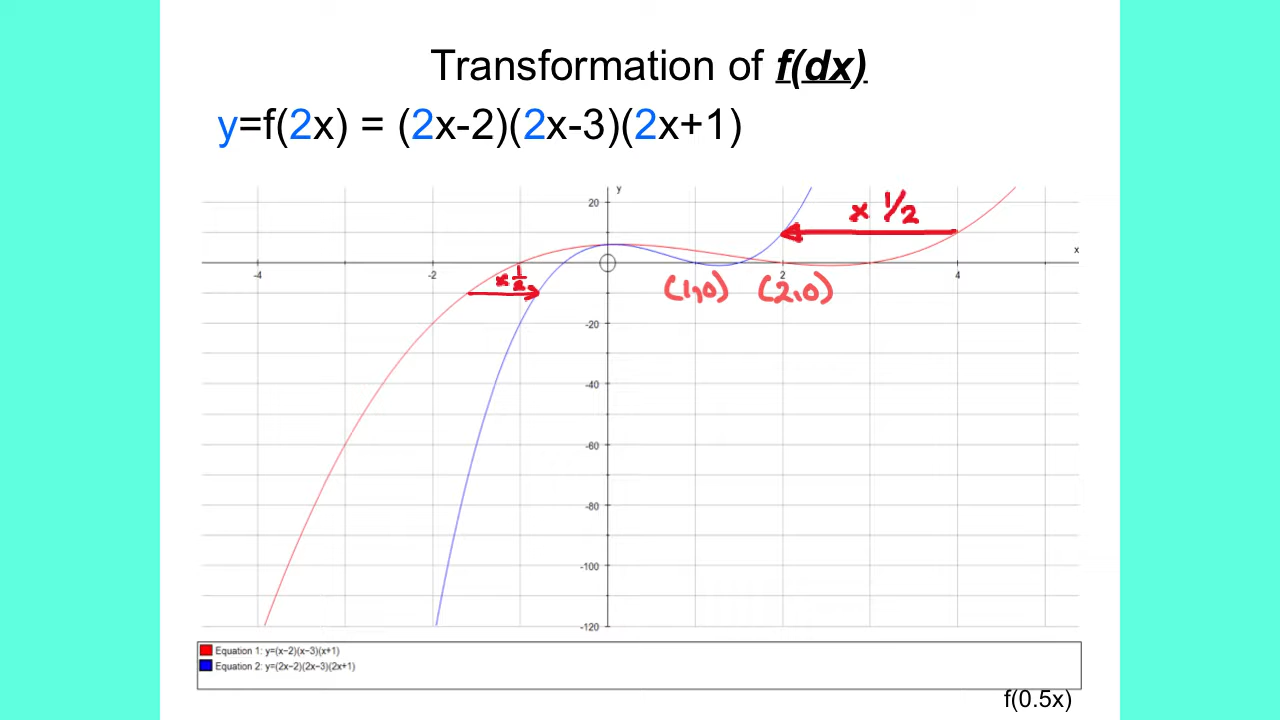 Transformation of f(dx)
y=f(2x) = (2x-2)(2x-3)(2x+1)
y
20
x 1/2
x
-4
-2
2
4
x 1/2
(1,0) (2,0)
-20
-40
-60
-80
-100
-120
Equation 1: y=(x−2)(x−3)(x+1)
Equation 2: y=(2x−2)(2x−3)(2x+1)
f(0.5x)